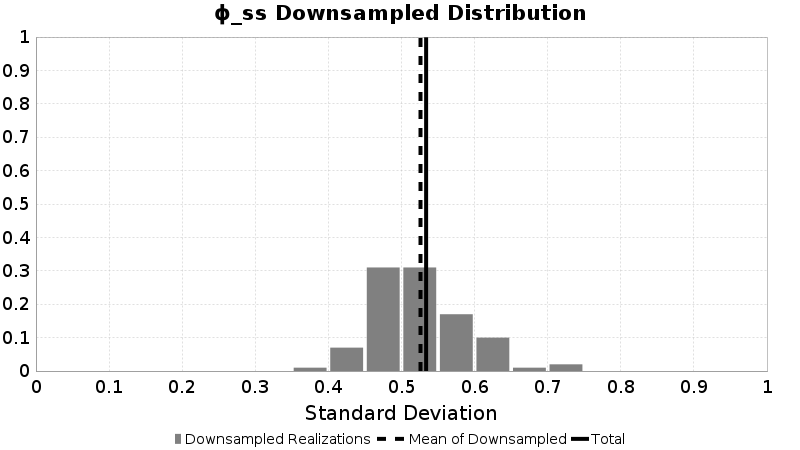 ϕ_ss Downsampled Distribution
1
0.9
0.8
0.7
0.6
0.5
0.4
0.3
0.2
0.1
0
0 0.1 0.2 0.3 0.4 0.5 0.6 0.7 0.8 0.9 1
Standard Deviation
Downsampled Realizations Mean of Downsampled Total